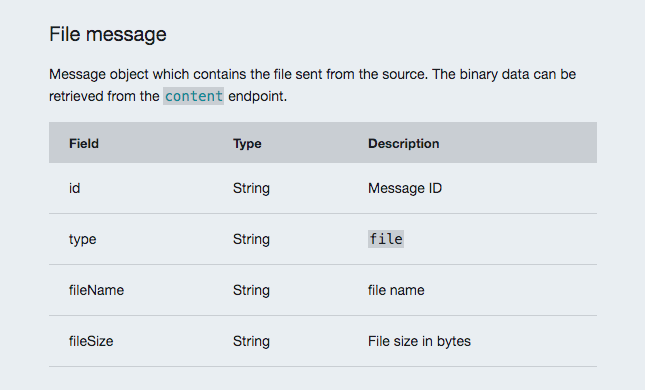 File message
Message object which contains the file sent from the source. The binary data can be
retrieved from the content endpoint.
Field Type Description
id String Message ID
type String file
fileName String file name
fileSize String File size in bytes